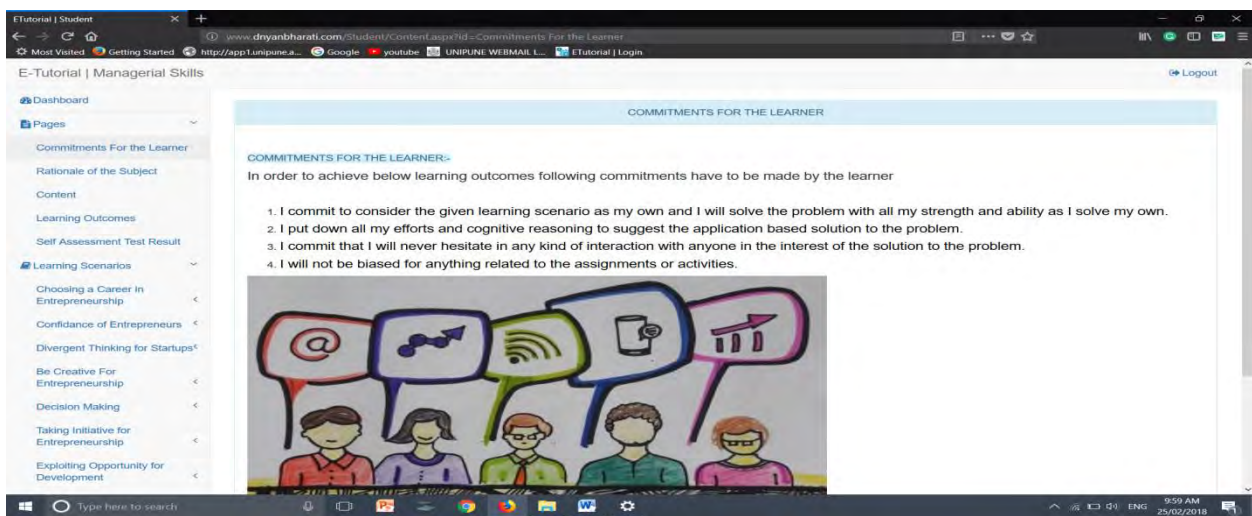 ETutorial | Student
www.dnyanbharati.com/Student/Content.aspx?id=Commitments For the Learner
Most Visited Getting Started http://app1.unipune.a... Google youtube UNIPUNE WEBMAIL L... ETutorial | Login
E-Tutorial | Managerial Skills
Logout
Dashboard
Pages
Commitments For the Learner
Rationale of the Subject
Content
Learning Outcomes
Self Assessment Test Result
Learning Scenarios
Choosing a Career in
Entrepreneurship
Confidance of Entrepreneurs
Divergent Thinking for Startups
Be Creative For
Entrepreneurship
Decision Making
Taking Initiative for
Entrepreneurship
Exploiting Opportunity for
Development
COMMITMENTS FOR THE LEARNER
COMMITMENTS FOR THE LEARNER:-
In order to achieve below learning outcomes following commitments have to be made by the learner
1. I commit to consider the given learning scenario as my own and I will solve the problem with all my strength and ability as I solve my own.
2. I put down all my efforts and cognitive reasoning to suggest the application based solution to the problem.
3. I commit that I will never hesitate in any kind of interaction with anyone in the interest of the solution to the problem.
4. I will not be biased for anything related to the assignments or activities.
@
Type here to search
ENG
9:59 AM
25/02/2018